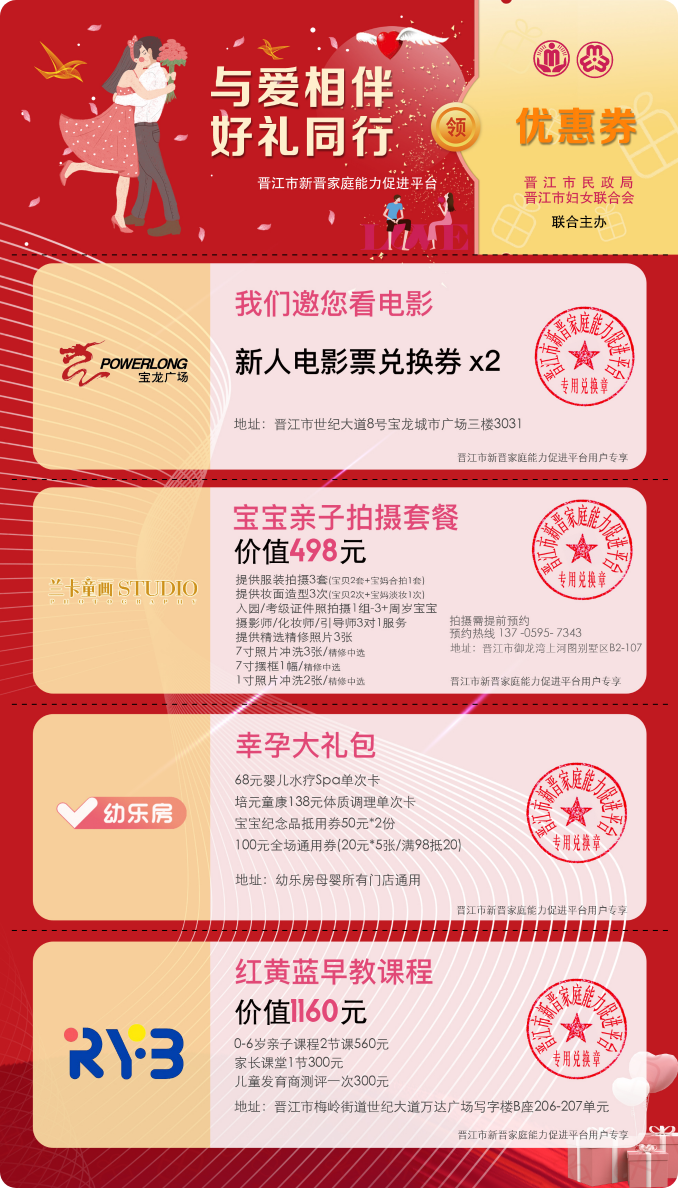 与爱相伴
好礼同行
晋江市新晋家庭能力促进平台
LOVE
领
优惠券
晋江市民政局
晋江市妇女联合会
联合主办
POWERLONG
宝龙广场
我们邀您看电影
新人电影票兑换券 x2
地址：晋江市世纪大道8号宝龙城市广场三楼3031
晋江市新晋家庭能力促进平台
专用兑换章
晋江市新晋家庭能力促进平台用户专享
兰卡童画 STUDIO
PHOTOGRAPHY
宝宝亲子拍摄套餐
价值498元
提供服装拍摄3套(宝贝2套+宝妈合拍1套)
提供妆面造型3次(宝贝2次+宝妈淡妆1次)
入园/考级证件照拍摄1组-3+周岁宝宝
摄影师/化妆师/引导师3对1服务
提供精选精修照片3张
7寸照片冲洗3张/精修中选
7寸摆框1幅/精修中选
1寸照片冲洗2张/精修中选
拍摄需提前预约
预约热线 137 -0595- 7343
地址：晋江市御龙湾上河图别墅区B2-107
晋江市新晋家庭能力促进平台
专用兑换章
晋江市新晋家庭能力促进平台用户专享
幼乐房
幸孕大礼包
68元婴儿水疗Spa单次卡
培元童康138元体质调理单次卡
宝宝纪念品抵用券50元*2份
100元全场通用券(20元*5张/满98抵20)
地址：幼乐房母婴所有门店通用
晋江市新晋家庭能力促进平台
专用兑换章
晋江市新晋家庭能力促进平台用户专享
RYB
红黄蓝早教课程
价值1160元
0-6岁亲子课程2节课560元
家长课堂1节300元
儿童发育商测评一次300元
地址：晋江市梅岭街道世纪大道万达广场写字楼B座206-207单元
晋江市新晋家庭能力促进平台
专用兑换章
晋江市新晋家庭能力促进平台用户专享